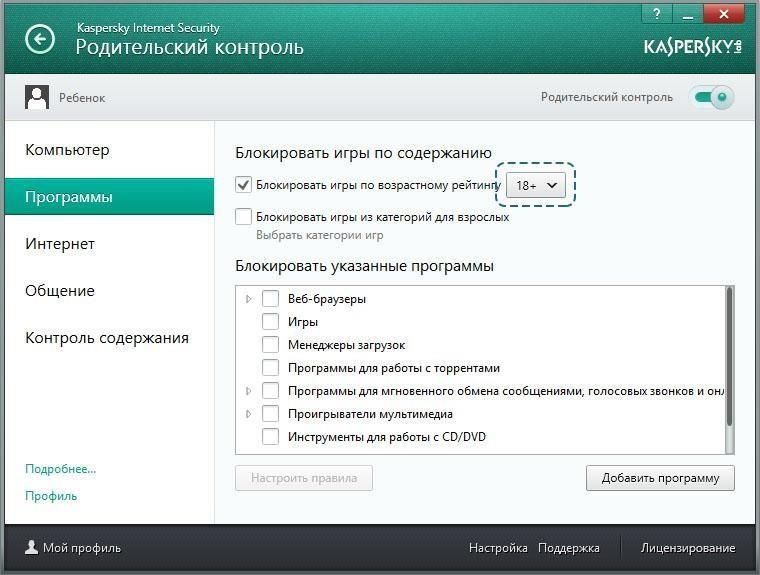 Kaspersky Internet Security
Родительский контроль
?
KASPERSKY lab
Ребенок
Родительский контроль
Компьютер
Программы
Интернет
Общение
Контроль содержания
Подробнее...
Профиль
Блокировать игры по содержанию
Блокировать игры по возрастному рейтингу 18+
Блокировать игры из категорий для взрослых
Выбрать категории игр
Блокировать указанные программы
Веб-браузеры
Игры
Менеджеры загрузок
Программы для работы с торрентами
Программы для мгновенного обмена сообщениями, голосовых звонков и онл
Проигрыватели мультимедиа
Инструменты для работы с CD/DVD
Настроить правила
Добавить программу
Мой профиль
Настройка Поддержка Лицензирование